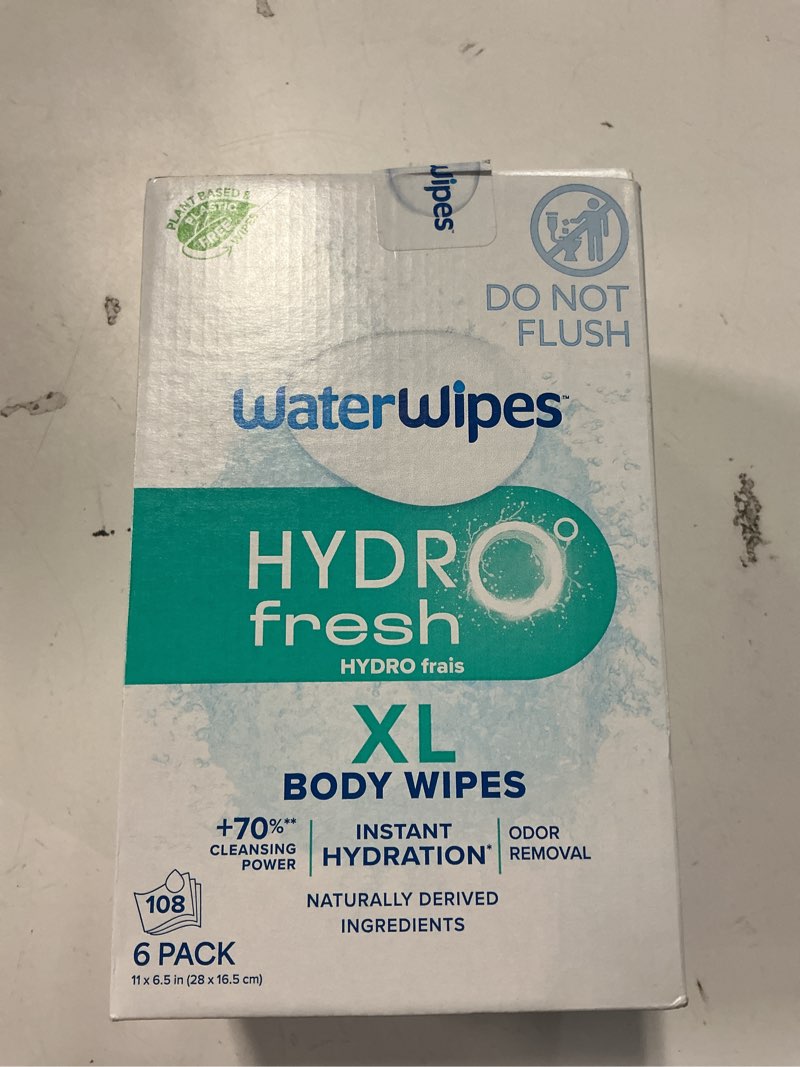 PLANT BASED &
PLASTIC
FREE
WIPES
Wipes
DO NOT
FLUSH
WaterWipes™
HYDRO°
fresh
HYDRO frais
XL
BODY WIPES
+70%** CLEANSING POWER
INSTANT HYDRATION*
ODOR REMOVAL
NATURALLY DERIVED
INGREDIENTS
108
6 PACK
11 x 6.5 in (28 x 16.5 cm)